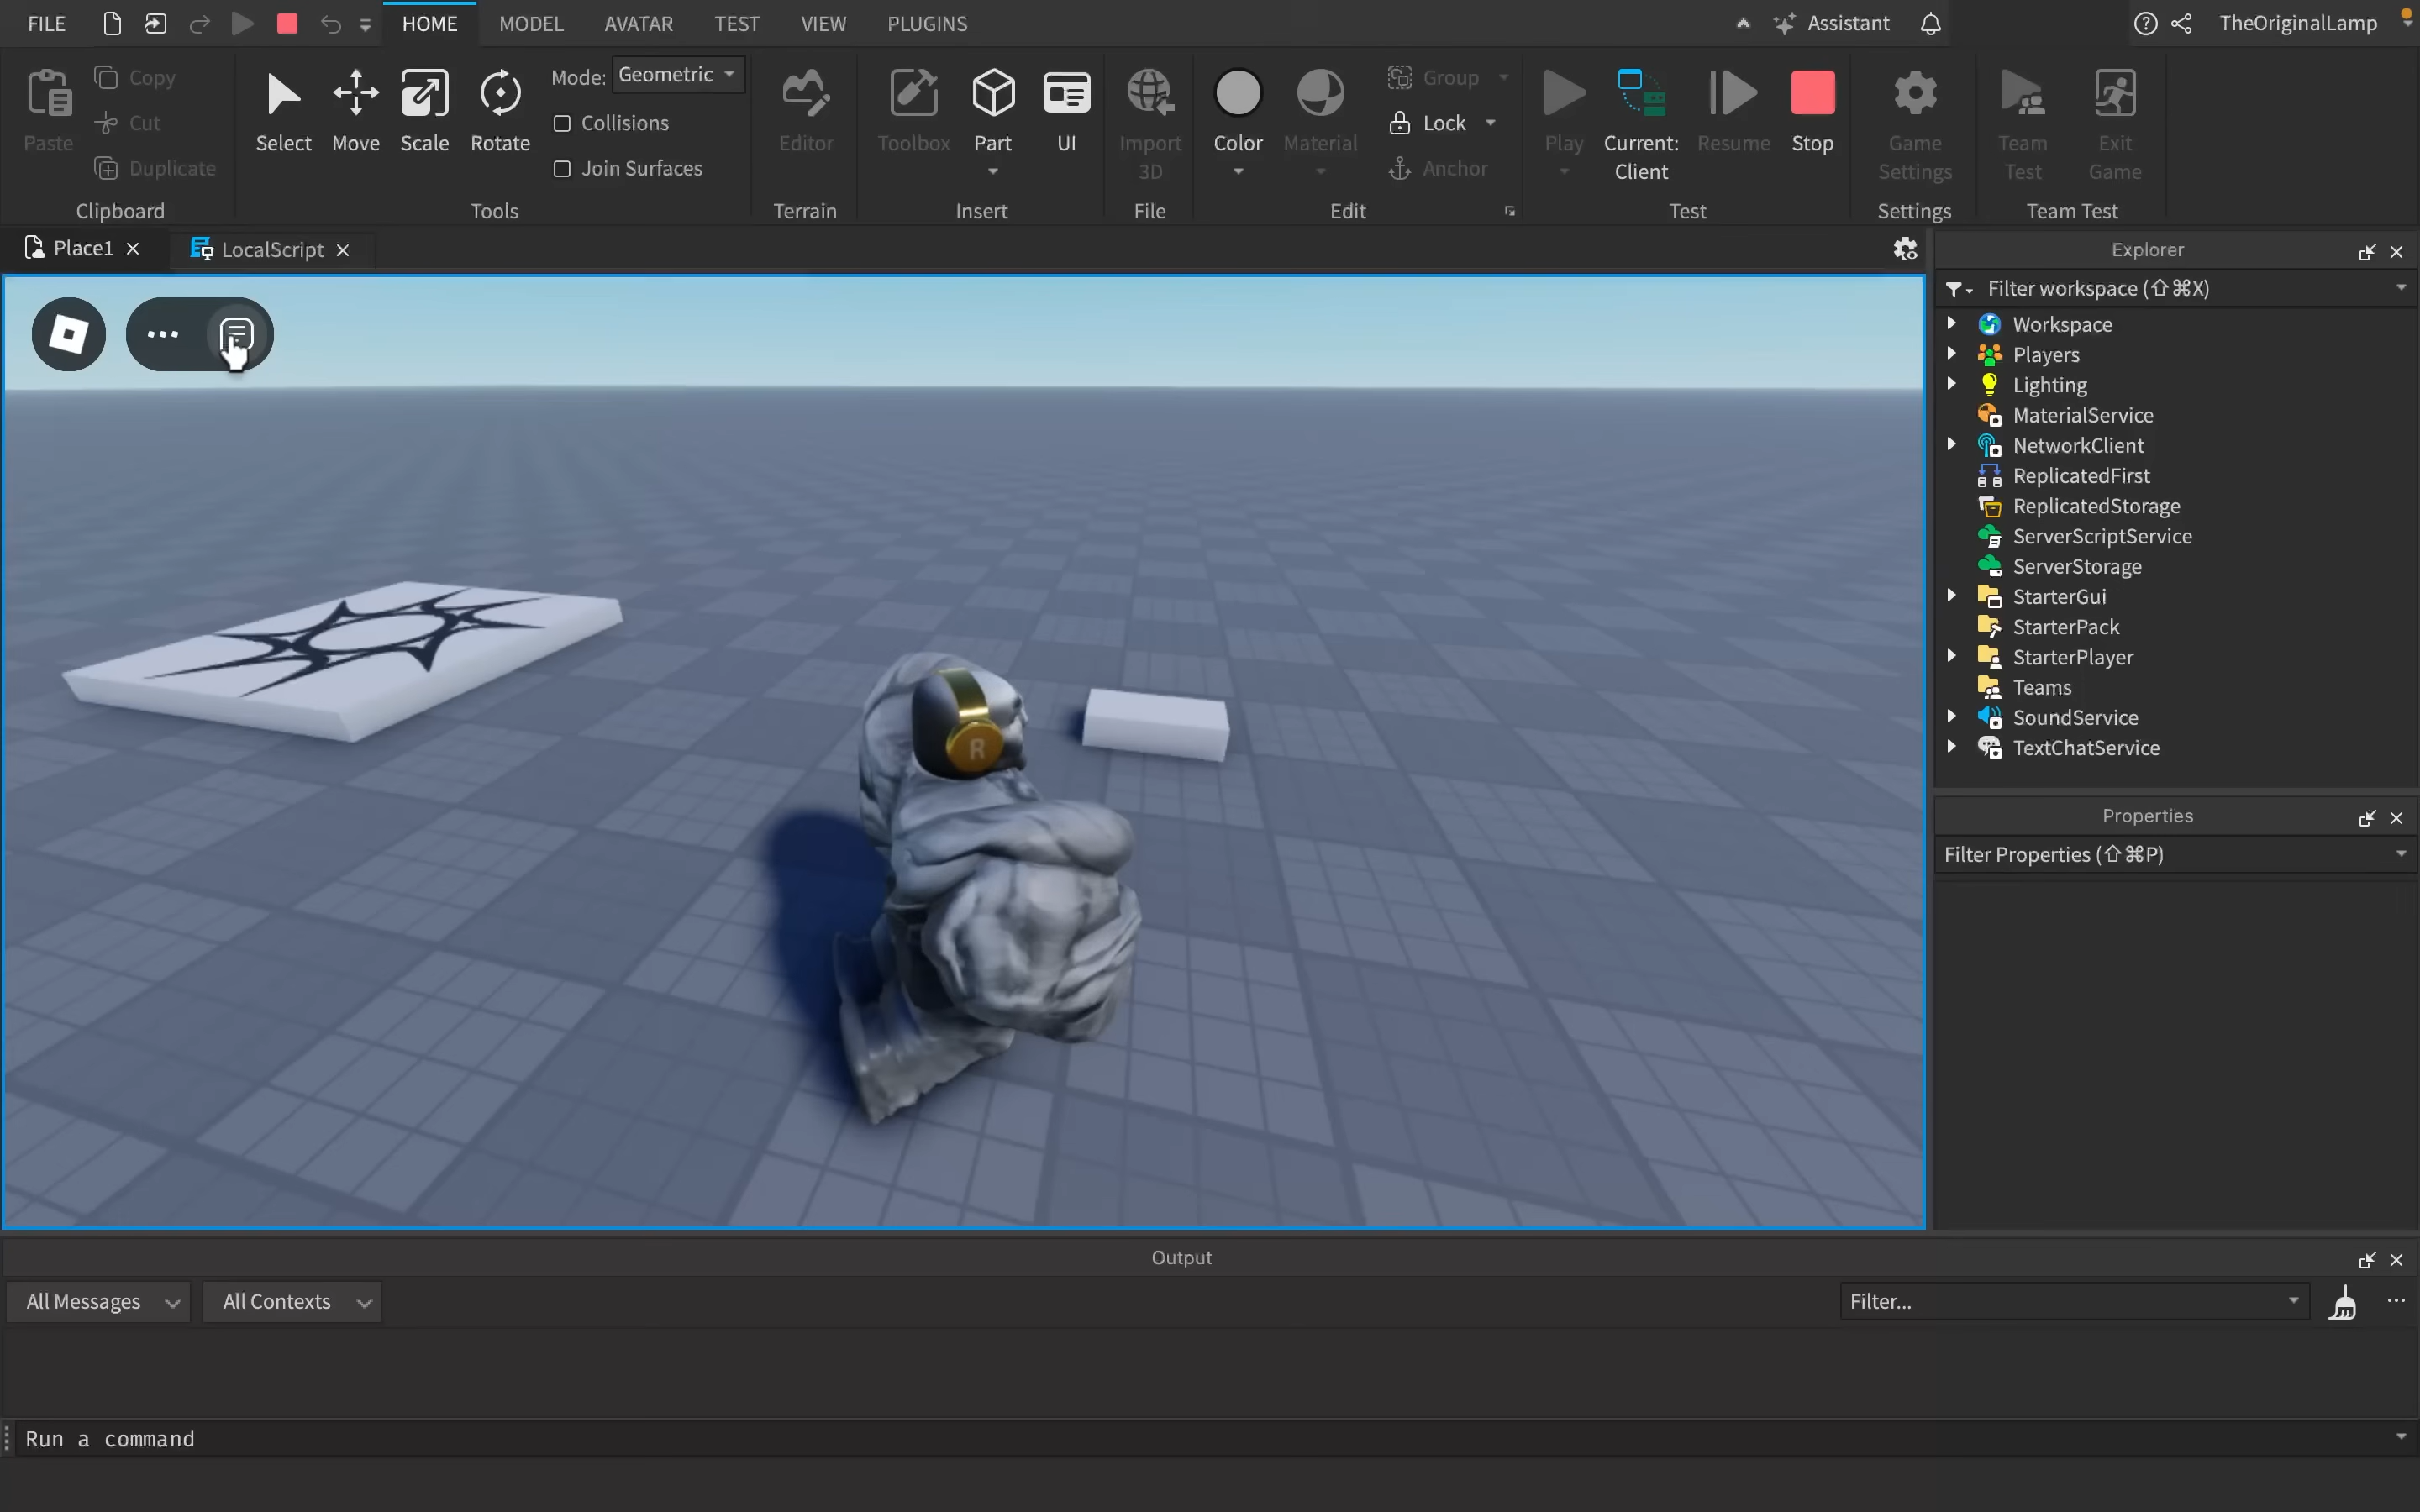 FILE HOME MODEL AVATAR TEST VIEW PLUGINS Assistant TheOriginalLamp
Paste
Copy
Cut
Duplicate
Clipboard
Select Move Scale Rotate
Mode: Geometric
Collisions
Join Surfaces
Tools
Editor
Terrain
Toolbox Part UI
Insert
Import
3D
File
Color Material
Group
Lock
Anchor
Edit
Play Current:
Client Resume Stop
Test
Game
Settings
Settings
Team
Test
Exit
Game
Team Test
Place1 LocalScript
Explorer
Filter workspace (⇧⌘X)
Workspace
Players
Lighting
MaterialService
NetworkClient
ReplicatedFirst
ReplicatedStorage
ServerScriptService
ServerStorage
StarterGui
StarterPack
StarterPlayer
Teams
SoundService
TextChatService
R
Properties
Filter Properties (⇧⌘P)
Output
All Messages All Contexts Filter...
Run a command